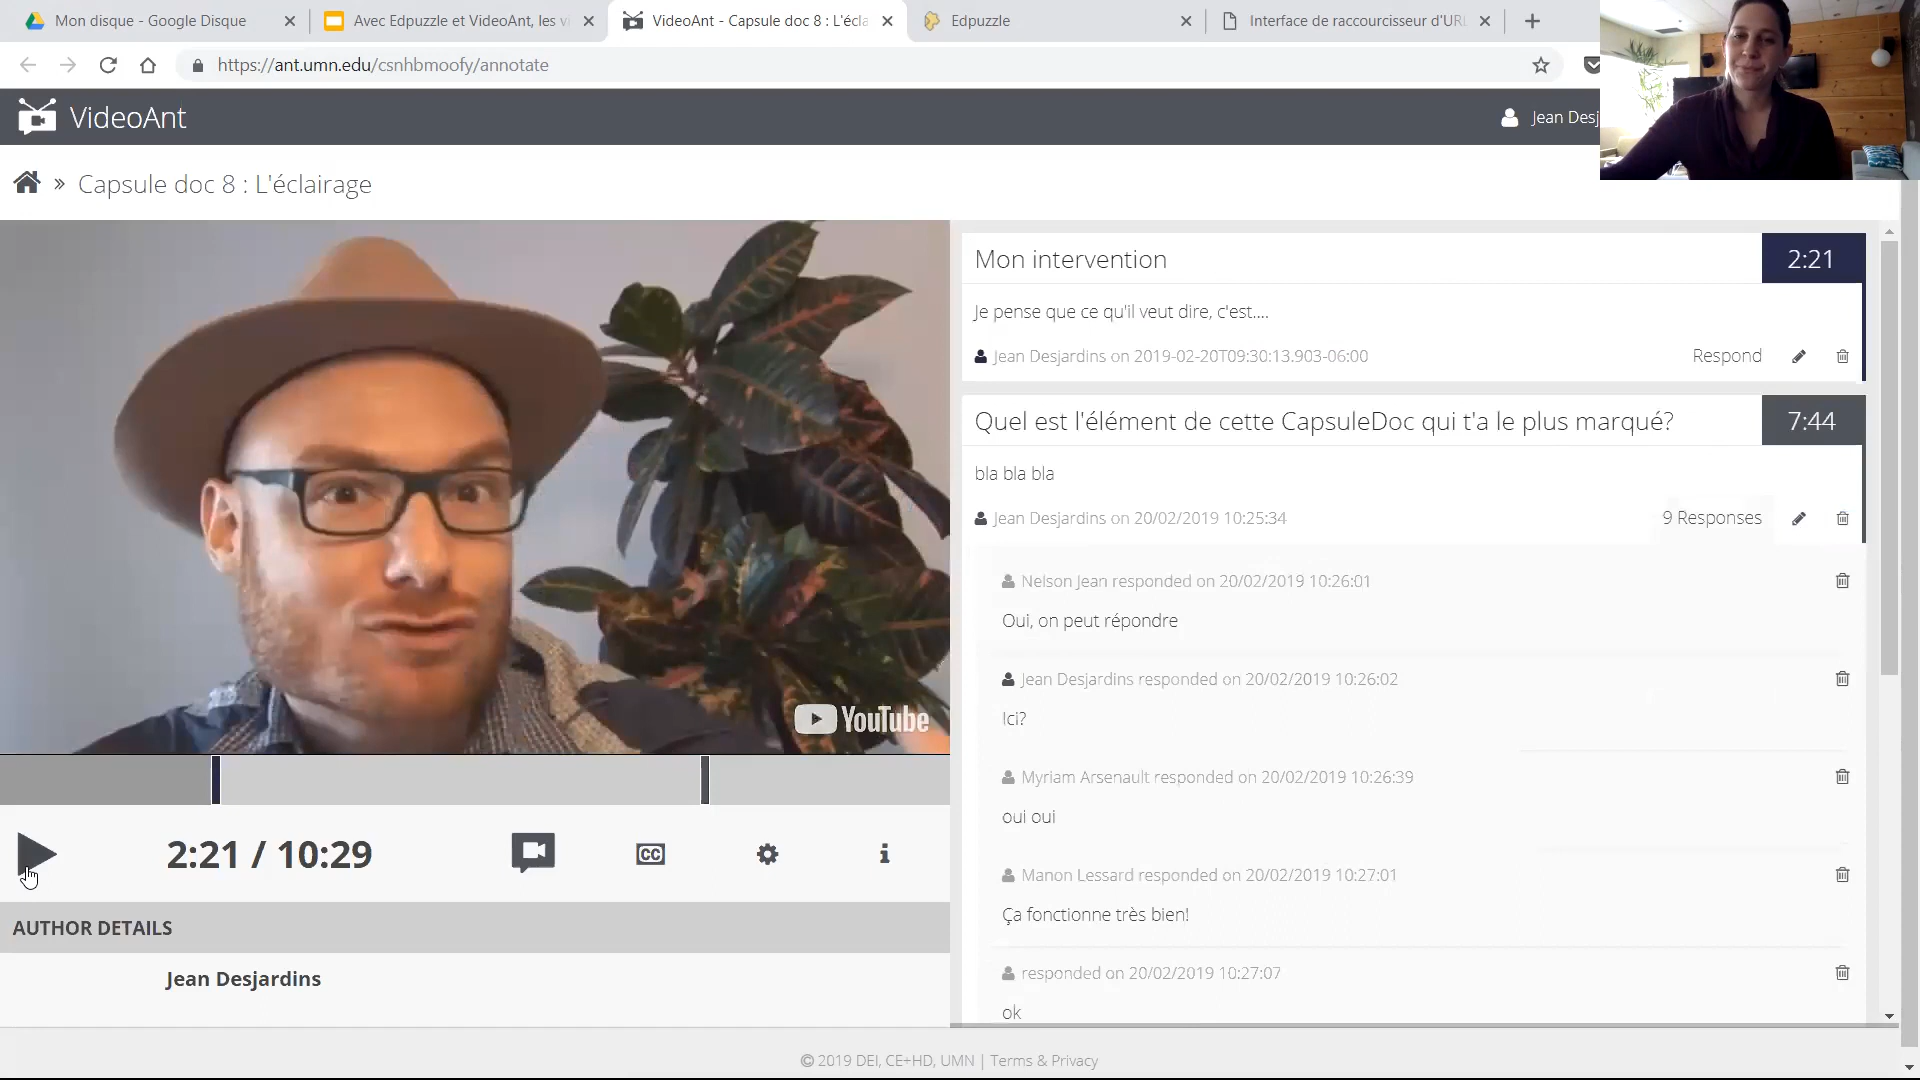 Mon disque - Google Disque
Avec Edpuzzle et VideoAnt, les v
VideoAnt - Capsule doc 8 : L'écla
Edpuzzle
Interface de raccourcisseur d'URL
https://ant.umn.edu/csnhbmoofy/annotate
VideoAnt
Jean Desj
» Capsule doc 8 : L'éclairage
Mon intervention
2:21
Je pense que ce qu'il veut dire, c'est....
Jean Desjardins on 2019-02-20T09:30:13.903-06:00
Respond
Quel est l'élément de cette CapsuleDoc qui t'a le plus marqué?
7:44
bla bla bla
Jean Desjardins on 20/02/2019 10:25:34
9 Responses
Nelson Jean responded on 20/02/2019 10:26:01
Oui, on peut répondre
Jean Desjardins responded on 20/02/2019 10:26:02
Ici?
Myriam Arsenault responded on 20/02/2019 10:26:39
oui oui
Manon Lessard responded on 20/02/2019 10:27:01
Ça fonctionne très bien!
responded on 20/02/2019 10:27:07
ok
YouTube
2:21 / 10:29
CC
AUTHOR DETAILS
Jean Desjardins
© 2019 DEI, CE+HD, UMN | Terms & Privacy